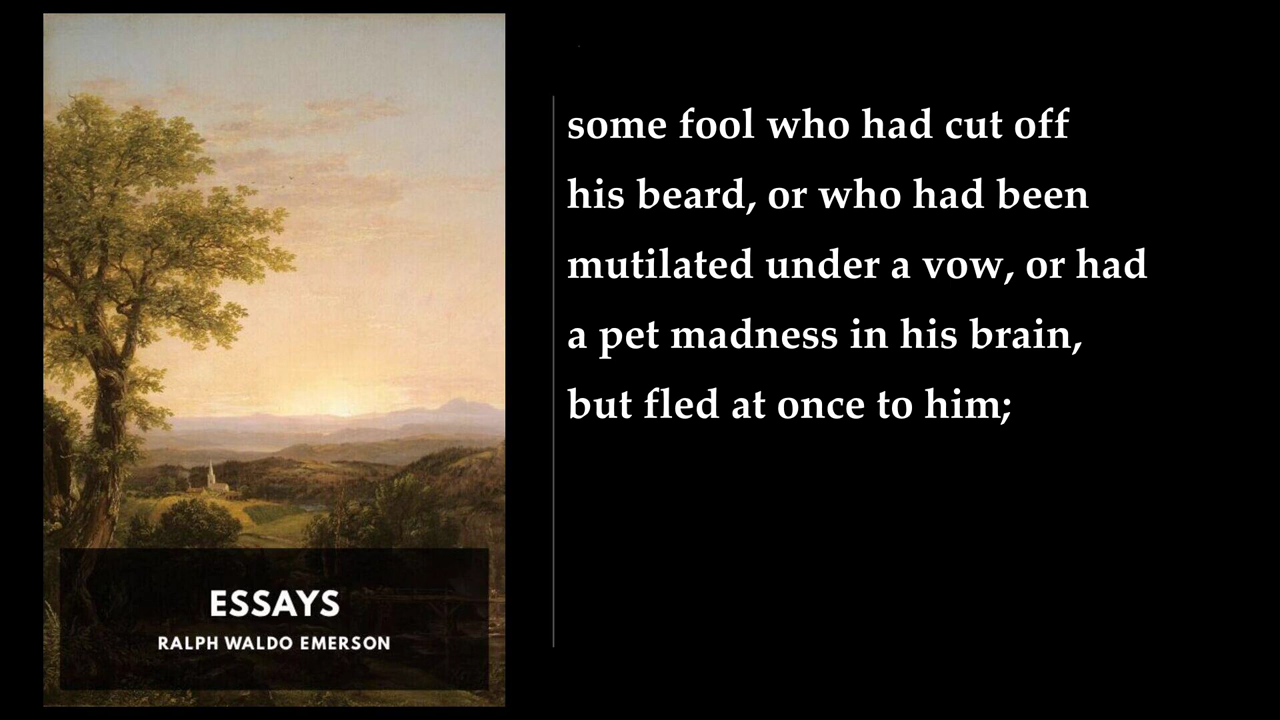 ESSAYS
RALPH WALDO EMERSON
some fool who had cut off
his beard, or who had been
mutilated under a vow, or had
a pet madness in his brain,
but fled at once to him;